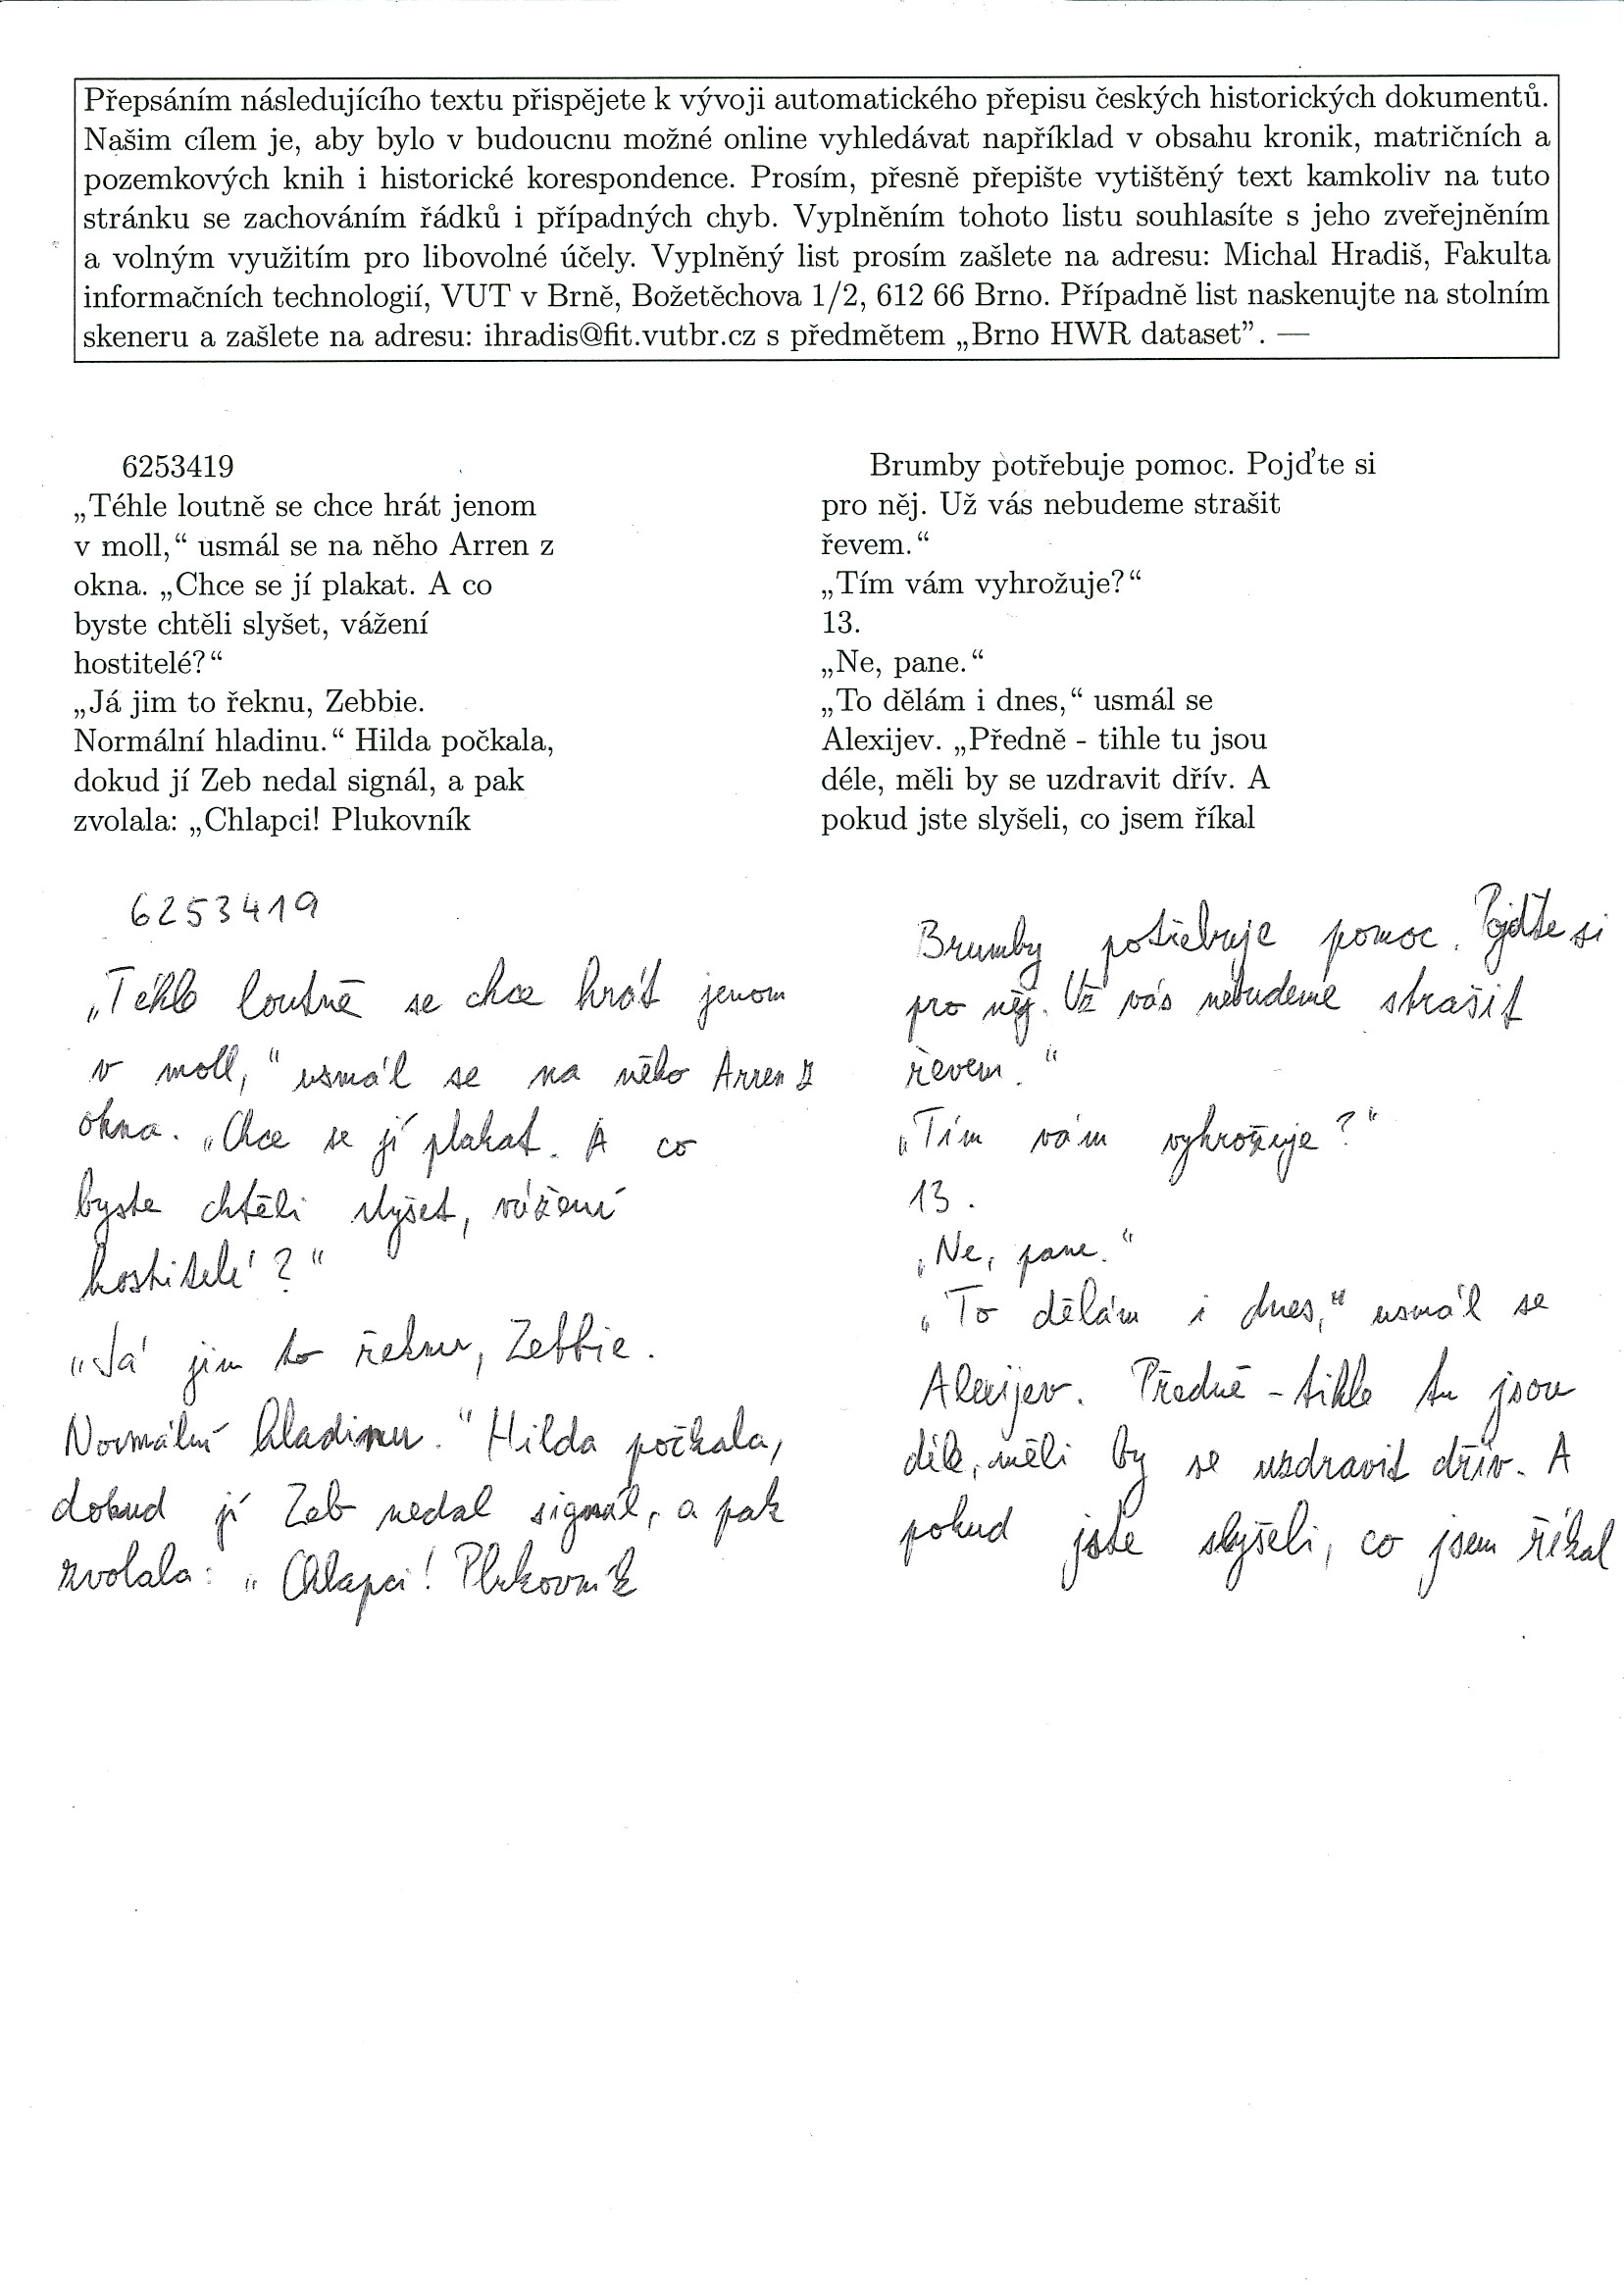 Přepsáním následujícího textu přispějete k vývoji automatického přepisu českých historických dokumentů.
Našim cílem je, aby bylo v budoucnu možné online vyhledávat například v obsahu kronik, matričních a
pozemkových knih i historické korespondence. Prosím, přesně přepište vytištěný text kamkoliv na tuto
stránku se zachováním řádků i případných chyb. Vyplněním tohoto listu souhlasíte s jeho zveřejněním
a volným využitím pro libovolné účely. Vyplněný list prosím zašlete na adresu: Michal Hradiš, Fakulta
informačních technologií, VUT v Brně, Božetěchova 1/2, 612 66 Brno. Případně list naskenujte na stolním
skeneru a zašlete na adresu: ihradis@fit.vutbr.cz s předmětem „Brno HWR dataset”. —
6253419
„Téhle loutně se chce hrát jenom
v moll,“ usmál se na něho Arren z
okna. „Chce se jí plakat. A co
byste chtěli slyšet, vážení
hostitelé?“
„Já jim to řeknu, Zebbie.
Normální hladinu.“ Hilda počkala,
dokud jí Zeb nedal signál, a pak
zvolala: „Chlapci! Plukovník
Brumby potřebuje pomoc. Pojďte si
pro něj. Už vás nebudeme strašit
řevem.“
„Tím vám vyhrožuje?“
13.
„Ne, pane.“
„To dělám i dnes,“ usmál se
Alexijev. „Předně - tihle tu jsou
déle, měli by se uzdravit dřív. A
pokud jste slyšeli, co jsem říkal
6253419
„Téhle loutně se chce hrát jenom
v moll,“ usmál se na něho Arren z
okna. „Chce se jí plakat. A co
byste chtěli slyšet, vážení
hostitelé?“
„Já jim to řeknu, Zebbie.
Normální hladinu.“ Hilda počkala,
dokud jí Zeb nedal signál, a pak
zvolala: „Chlapci! Plukovník
Brumby potřebuje pomoc. Pojďte si
pro něj. Už vás nebudeme strašit
řevem.“
„Tím vám vyhrožuje?“
13.
„Ne, pane.“
„To dělám i dnes,“ usmál se
Alexijev. Předně - tihle tu jsou
déle, měli by se uzdravit dřív. A
pokud jste slyšeli, co jsem říkal